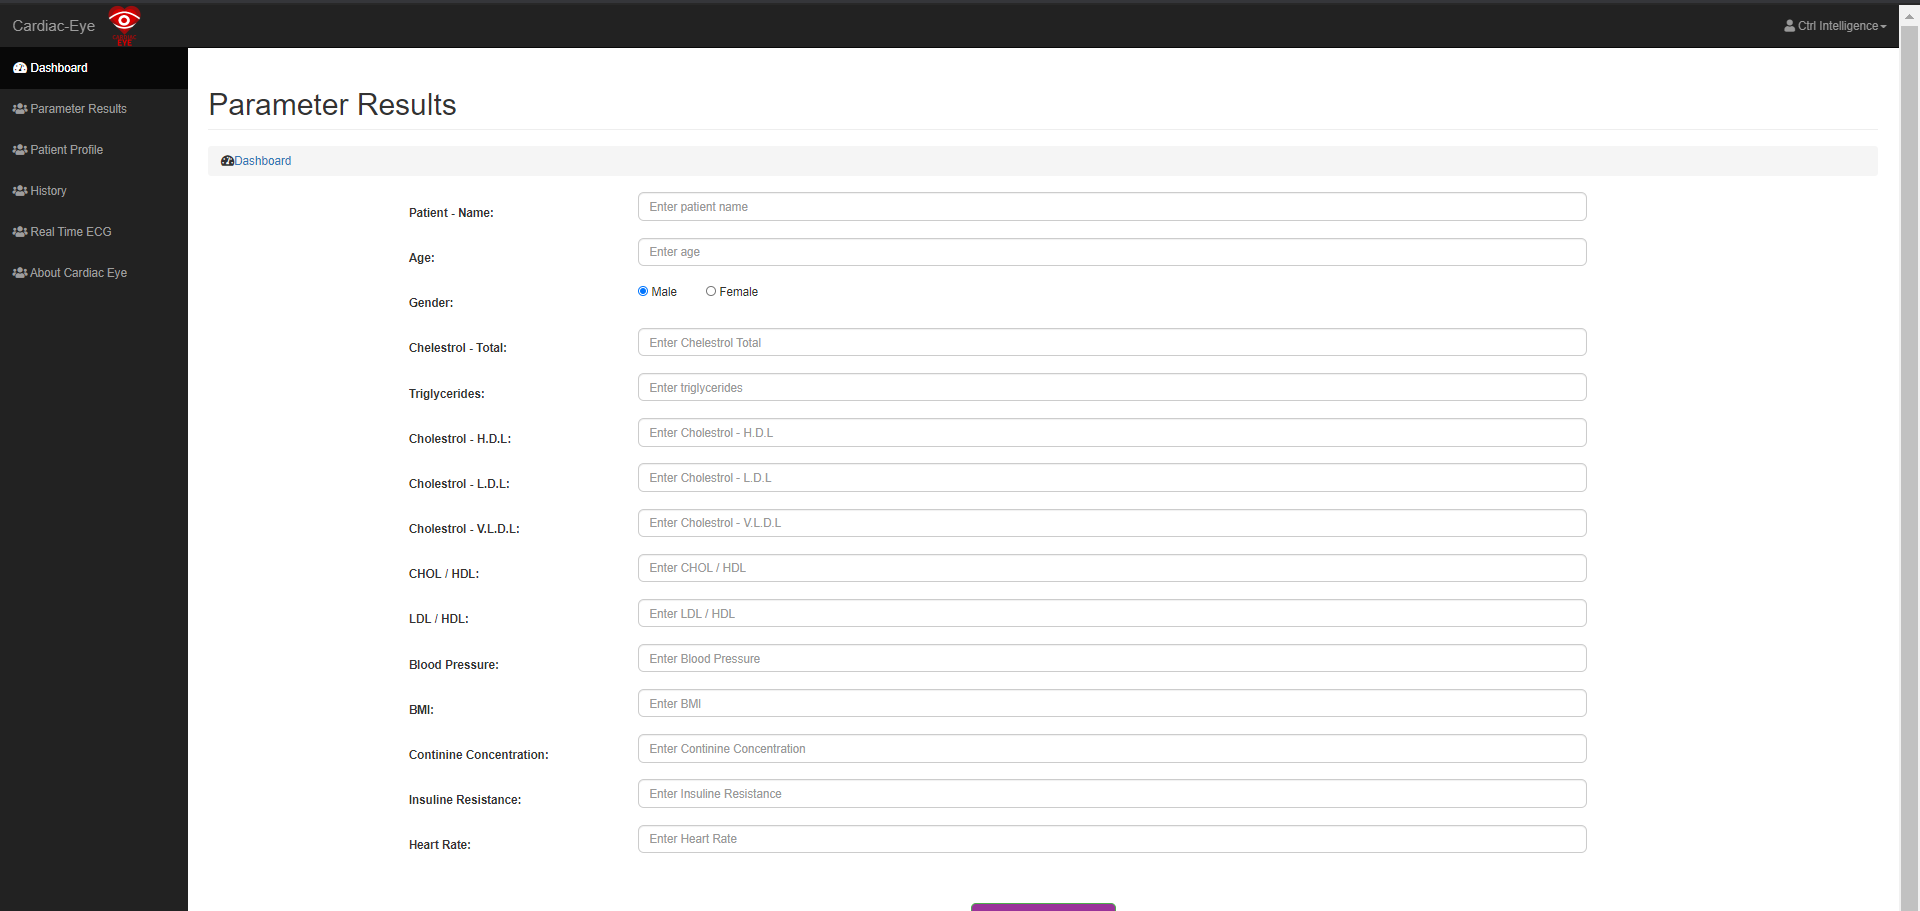 Cardiac-Eye
CARDIAC
EYE
Ctrl Intelligence
Dashboard
Parameter Results
Patient Profile
History
Real Time ECG
About Cardiac Eye
Parameter Results
Dashboard
Patient - Name: Enter patient name
Age: Enter age
Gender: Male Female
Chelestrol - Total: Enter Chelestrol Total
Triglycerides: Enter triglycerides
Cholestrol - H.D.L: Enter Cholestrol - H.D.L
Cholestrol - L.D.L: Enter Cholestrol - L.D.L
Cholestrol - V.L.D.L: Enter Cholestrol - V.L.D.L
CHOL / HDL: Enter CHOL / HDL
LDL / HDL: Enter LDL / HDL
Blood Pressure: Enter Blood Pressure
BMI: Enter BMI
Continine Concentration: Enter Continine Concentration
Insuline Resistance: Enter Insuline Resistance
Heart Rate: Enter Heart Rate